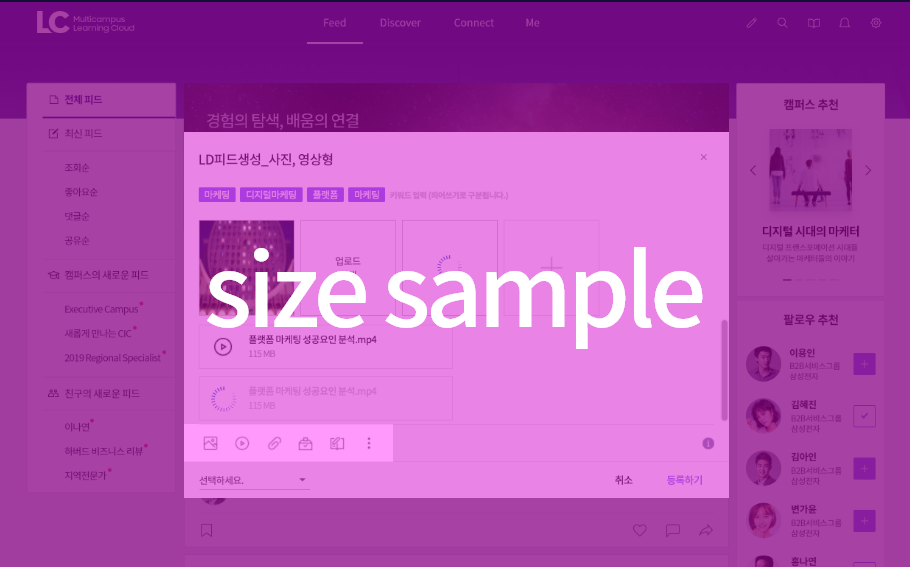 LC Multicampus
Learning Cloud
Feed
Discover
Connect
Me
전체 피드
최신 피드
조회순
좋아요순
댓글순
공유순
캠퍼스의 새로운 피드
Executive Campus
새롭게 만나는 CIC
2019 Regional Specialist
친구의 새로운 피드
이나연
하버드 비즈니스 리뷰
지역전문가
경험의 탐색, 배움의 연결
LD피드생성_사진, 영상형
마케팅 디지털마케팅 플랫폼 마케팅 키워드 입력 (띄어쓰기로 구분됩니다.)
업로드
size sample
플랫폼 마케팅 성공요인 분석.mp4
115 MB
플랫폼 마케팅 성공요인 분석.mp4
115 MB
선택하세요.
취소
등록하기
캠퍼스 추천
디지털 시대의 마케터
디지털 트랜스포메이션 시대를
살아가는 마케터들의 이야기
팔로우 추천
이용인
B2B서비스그룹
삼성전자
김혜진
B2B서비스그룹
삼성전자
김아인
B2B서비스그룹
삼성전자
변가윤
B2B서비스그룹
삼성전자
홍나연